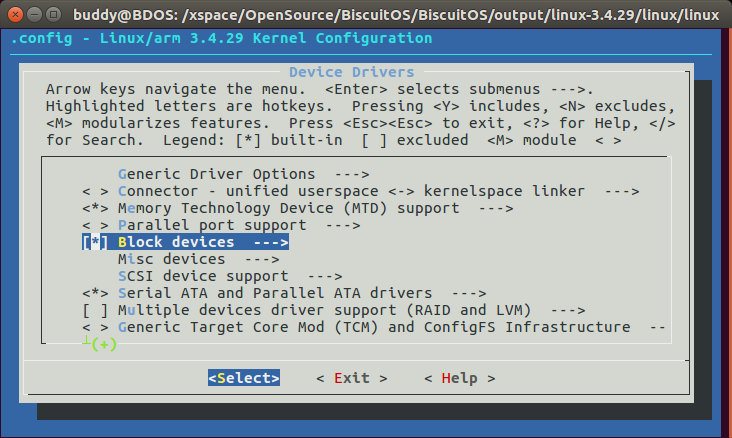 buddy@BDOS: /xspace/OpenSource/BiscuitOS/BiscuitOS/output/linux-3.4.29/linux/linux
.config - Linux/arm 3.4.29 Kernel Configuration
Device Drivers
Arrow keys navigate the menu.  <Enter> selects submenus --->.
Highlighted letters are hotkeys.  Pressing <Y> includes, <N> excludes,
<M> modularizes features.  Press <Esc><Esc> to exit, <?> for Help, </>
for Search.  Legend: [*] built-in  [ ] excluded  <M> module  < >
Generic Driver Options  --->
< > Connector - unified userspace <-> kernelspace linker  --->
<*> Memory Technology Device (MTD) support  --->
< > Parallel port support  --->
[*] Block devices  --->
Misc devices  --->
SCSI device support  --->
<*> Serial ATA and Parallel ATA drivers  --->
[ ] Multiple devices driver support (RAID and LVM)  --->
< > Generic Target Core Mod (TCM) and ConfigFS Infrastructure  --
(+)
<Select>    < Exit >    < Help >